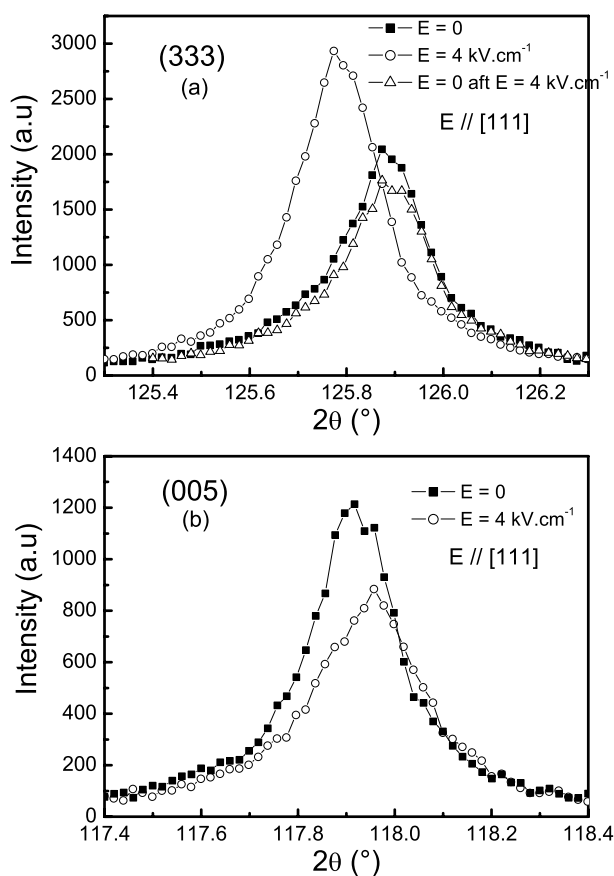 3000
2500
2000
1500
1000
500
0
Intensity (a.u)
(333)
(a)
E = 0
E = 4 kV.cm⁻¹
E = 0 aft E = 4 kV.cm⁻¹
E // [111]
125.4 125.6 125.8 126.0 126.2
2θ (°)
1400
1200
1000
800
600
400
200
0
Intensity (a.u)
(005)
(b)
E = 0
E = 4 kV.cm⁻¹
E // [111]
117.4 117.6 117.8 118.0 118.2 118.4
2θ (°)